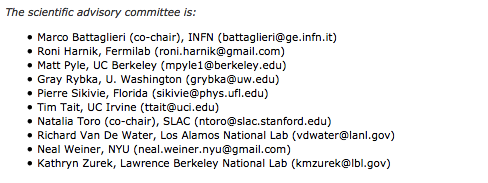 The scientific advisory committee is:
• Marco Battaglieri (co-chair), INFN (battaglieri@ge.infn.it)
• Roni Harnik, Fermilab (roni.harnik@gmail.com)
• Matt Pyle, UC Berkeley (mpyle1@berkeley.edu)
• Gray Rybka, U. Washington (grybka@uw.edu)
• Pierre Sikivie, Florida (sikivie@phys.ufl.edu)
• Tim Tait, UC Irvine (ttait@uci.edu)
• Natalia Toro (co-chair), SLAC (ntoro@slac.stanford.edu)
• Richard Van De Water, Los Alamos National Lab (vdwater@lanl.gov)
• Neal Weiner, NYU (neal.weiner.nyu@gmail.com)
• Kathryn Zurek, Lawrence Berkeley National Lab (kmzurek@lbl.gov)